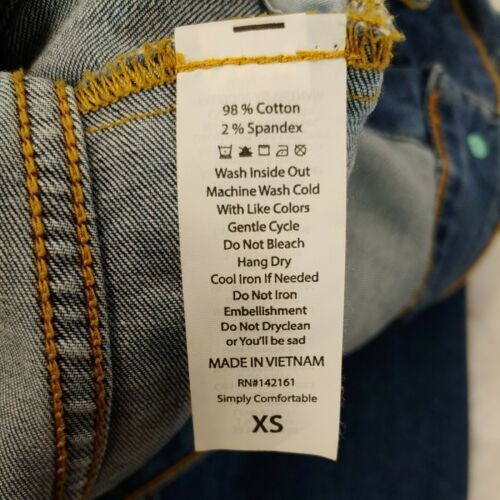 98 % Cotton
2 % Spandex
Wash Inside Out
Machine Wash Cold
With Like Colors
Gentle Cycle
Do Not Bleach
Hang Dry
Cool Iron If Needed
Do Not Iron
Embellishment
Do Not Dryclean
or You'll be sad
MADE IN VIETNAM
RN#142161
Simply Comfortable
XS